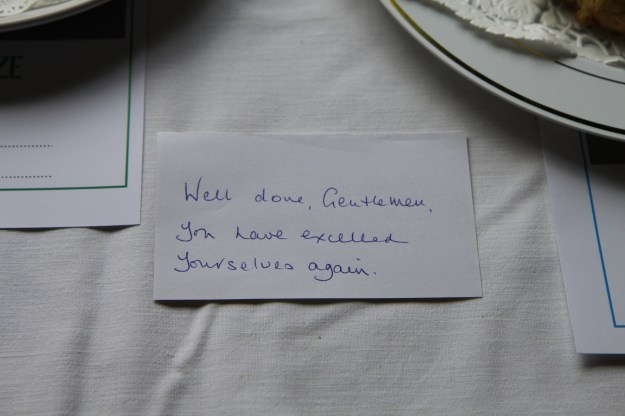 ZE
Well done, Gentlemen,
You have excelled
Yourselves again.